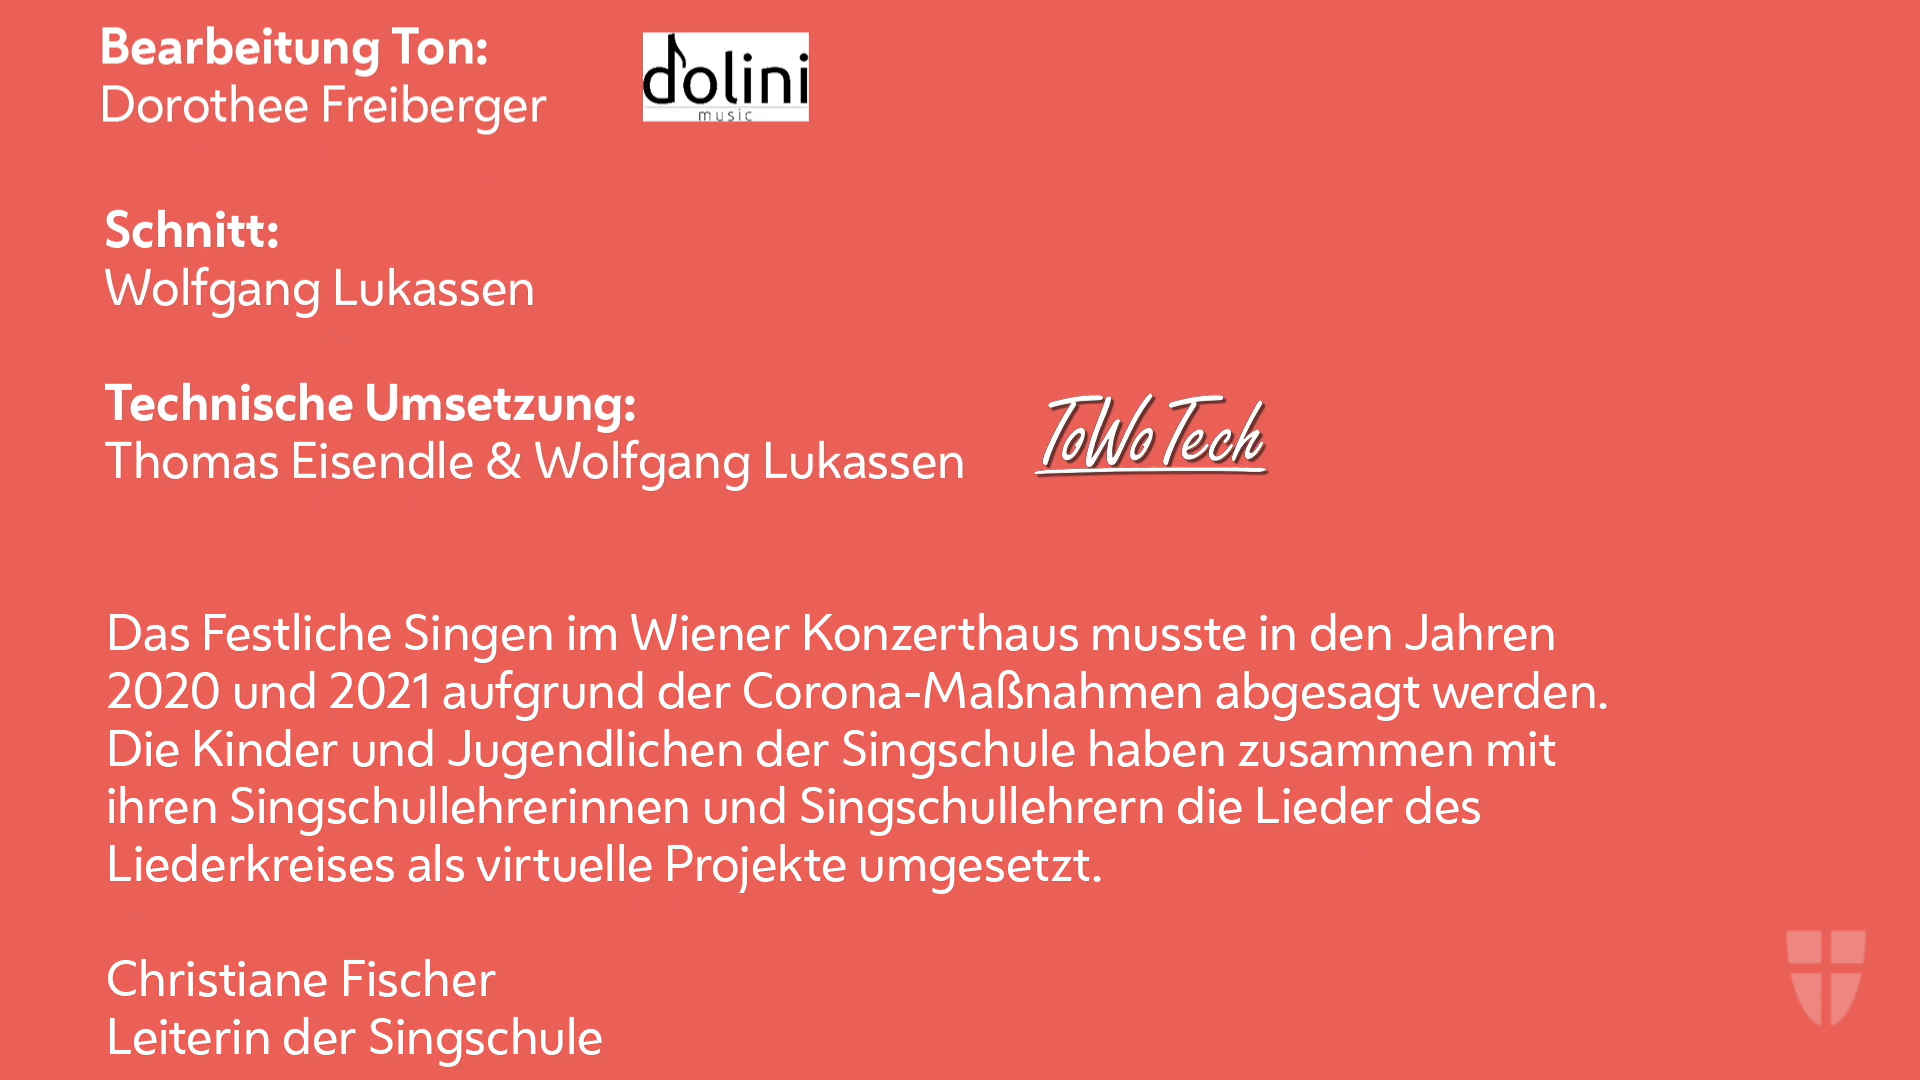 Bearbeitung Ton:
Dorothee Freiberger
dolini
music
Schnitt:
Wolfgang Lukassen
Technische Umsetzung:
Thomas Eisendle & Wolfgang Lukassen
ToWoTech
Das Festliche Singen im Wiener Konzerthaus musste in den Jahren
2020 und 2021 aufgrund der Corona-Maßnahmen abgesagt werden.
Die Kinder und Jugendlichen der Singschule haben zusammen mit
ihren Singschullehrerinnen und Singschullehrern die Lieder des
Liederkreises als virtuelle Projekte umgesetzt.
Christiane Fischer
Leiterin der Singschule